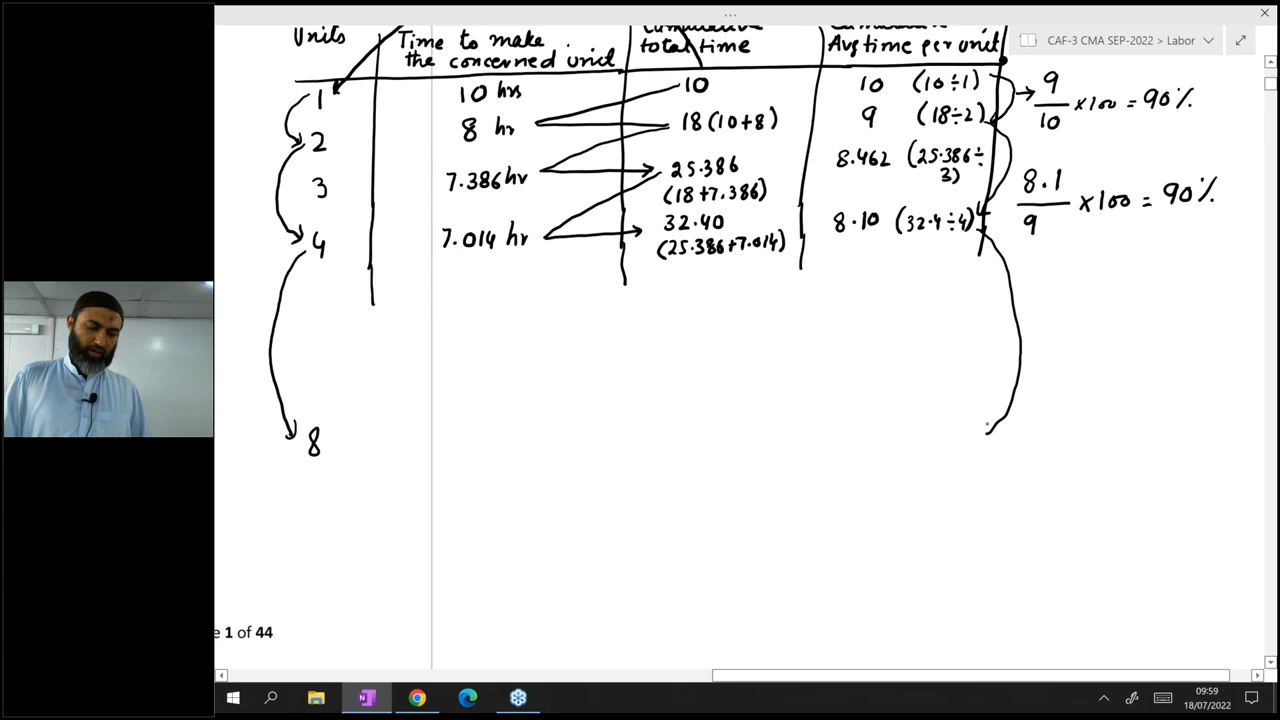 CAF-3 CMA SEP-2022 > Labor
Units
Time to make
the concerned unit
Cumulative
total time
Avg time per unit
1
10 hrs
10
10 (10÷1)
9/10 ×100 = 90%
2
8 hr
18 (10+8)
9 (18÷2)
3
7.386 hr
25.386
(18+7.386)
8.462 (25.386÷
3)
8.1/9 ×100 = 90%
4
7.014 hr
32.40
(25.386+7.014)
8.10 (32.4÷4)
8
e 1 of 44
09:59
18/07/2022